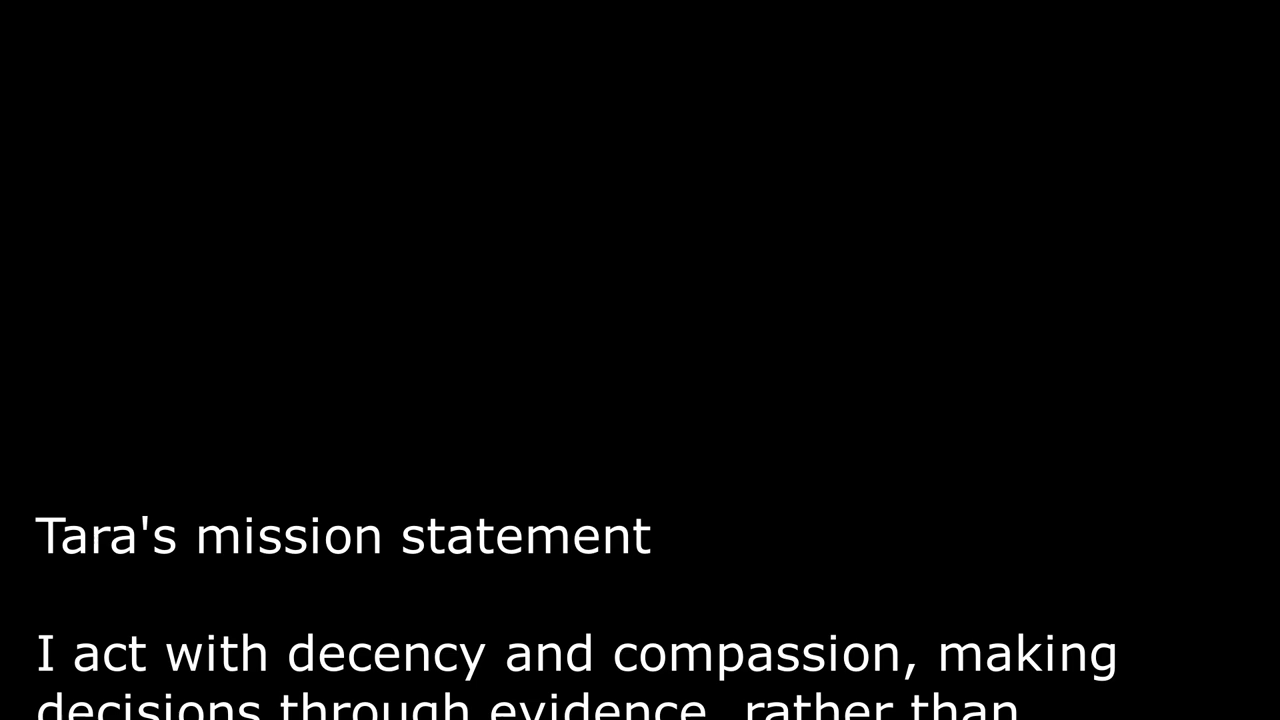 Tara's mission statement
I act with decency and compassion, making
decisions through evidence, rather than